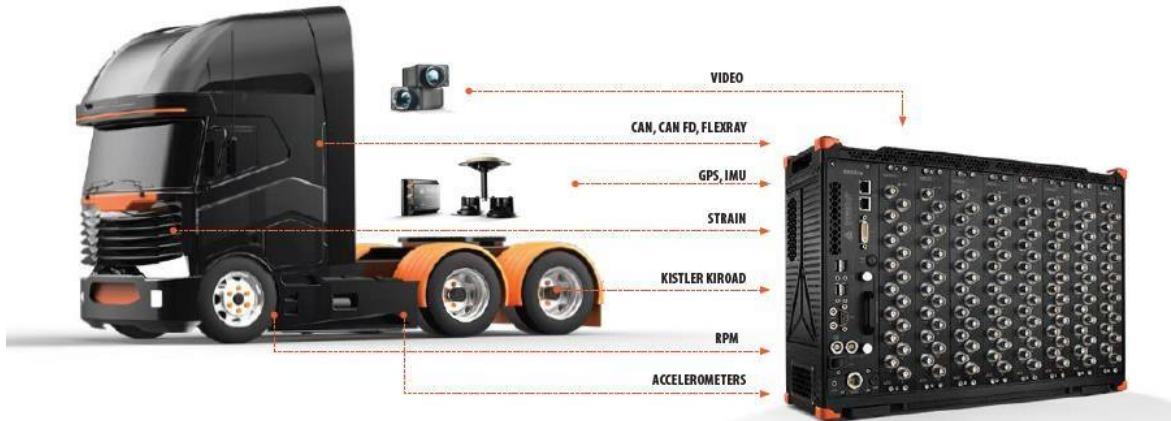 VIDEO
CAN, CAN FD, FLEXRAY
GPS, IMU
STRAIN
KISTLER KIROAD
RPM
ACCELEROMETERS